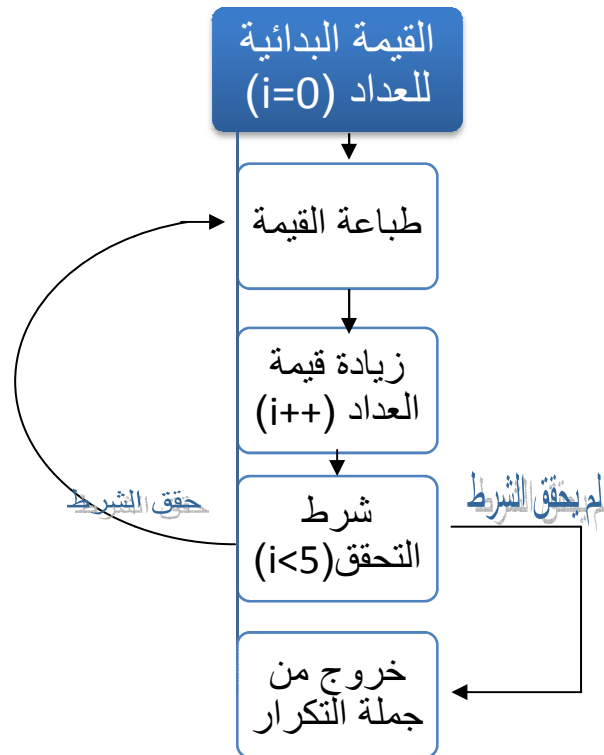 القيمة البدائية
للعداد (i=0)
طباعة القيمة
زيادة قيمة
العداد (i++)
حقق الشرط
شرط
التحقق(i<5)
لم يحقق الشرط
خروج من
جملة التكرار